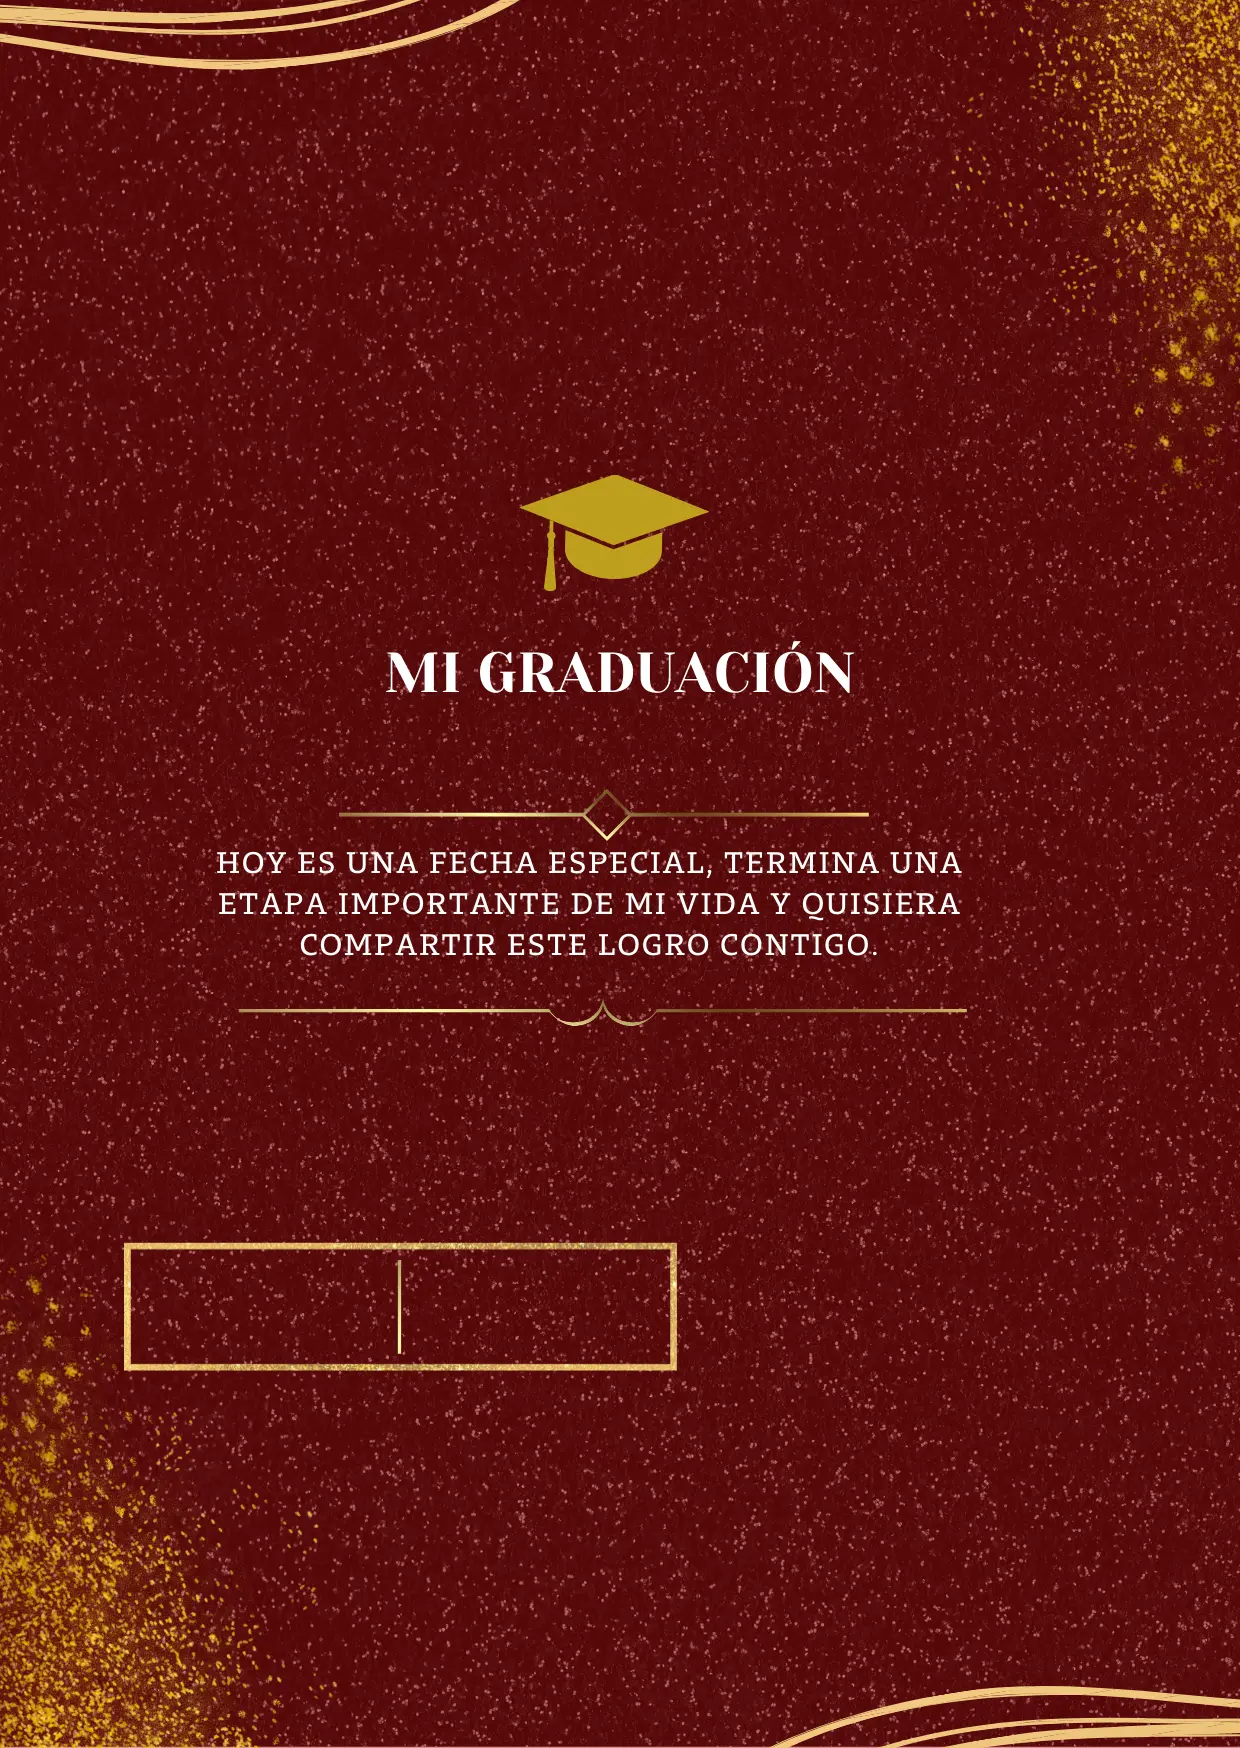 MI GRADUACIÓN
HOY ES UNA FECHA ESPECIAL, TERMINA UNA
ETAPA IMPORTANTE DE MI VIDA Y QUISIERA
COMPARTIR ESTE LOGRO CONTIGO.